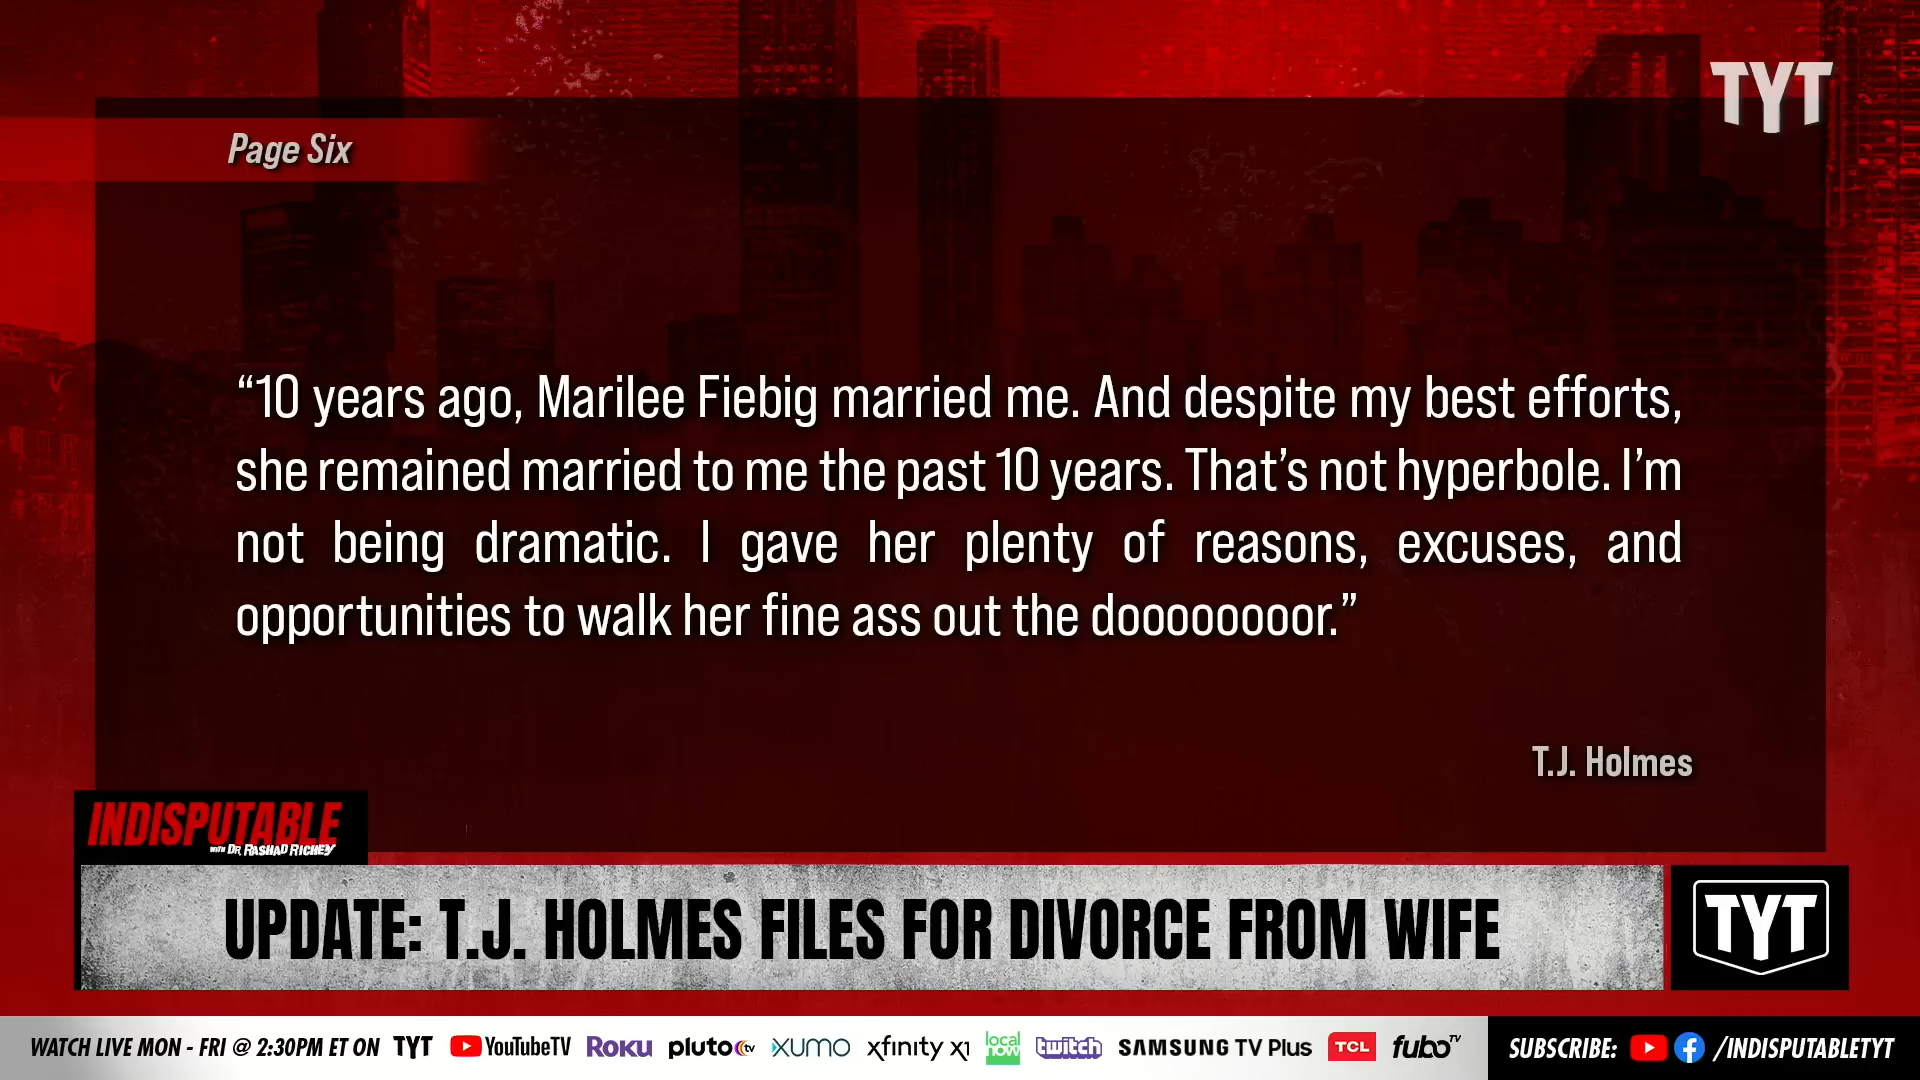 TYT
Page Six
“10 years ago, Marilee Fiebig married me. And despite my best efforts,
she remained married to me the past 10 years. That’s not hyperbole. I’m
not being dramatic. I gave her plenty of reasons, excuses, and
opportunities to walk her fine ass out the dooooooooor.”
T.J. Holmes
INDISPUTABLE
WITH DR RASHAD RICHEY
UPDATE: T.J. HOLMES FILES FOR DIVORCE FROM WIFE
TYT
WATCH LIVE MON - FRI @ 2:30PM ET ON TYT YouTubeTV ROKU pluto tv XUMO xfinity x1 local now twitch SAMSUNG TV Plus TCL fubo TV SUBSCRIBE: /INDISPUTABLETYT